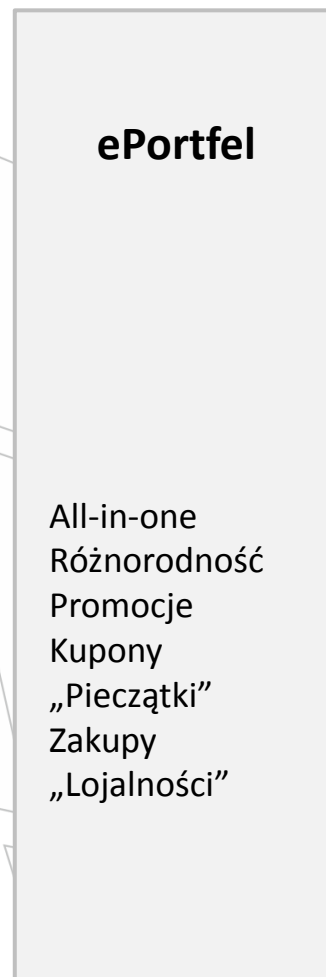 ePortfel
All-in-one
Różnorodność
Promocje
Kupony
„Pieczątki”
Zakupy
„Lojalności”